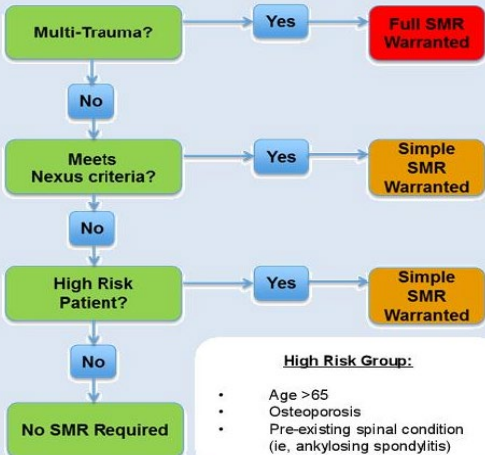 Multi-Trauma?
Yes
Full SMR
Warranted
No
Meets
Nexus criteria?
Yes
Simple
SMR
Warranted
No
High Risk
Patient?
Yes
Simple
SMR
Warranted
No
No SMR Required
High Risk Group:
• Age >65
• Osteoporosis
• Pre-existing spinal condition
(ie, ankylosing spondylitis)